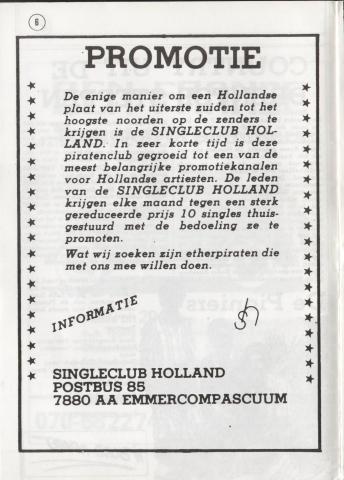 6
PROMOTIE
De enige manier om een Hollandse
plaat van het uiterste zuiden tot het
hoogste noorden op de zenders te
krijgen is de SINGLECLUB HOL-
LAND. In zeer korte tijd is deze
piratenclub gegroeid tot een van de
meest belangrijke promotiekanalen
voor Hollandse artiesten. De leden
van de SINGLECLUB HOLLAND
krijgen elke maand tegen een sterk
gereduceerde prijs 10 singles thuis-
gestuurd met de bedoeling ze te
promoten.
Wat wij zoeken zijn etherpiraten die
met ons mee willen doen.
INFORMATIE
SINGLECLUB HOLLAND
POSTBUS 85
7880 AA EMMERCOMPASCUUM